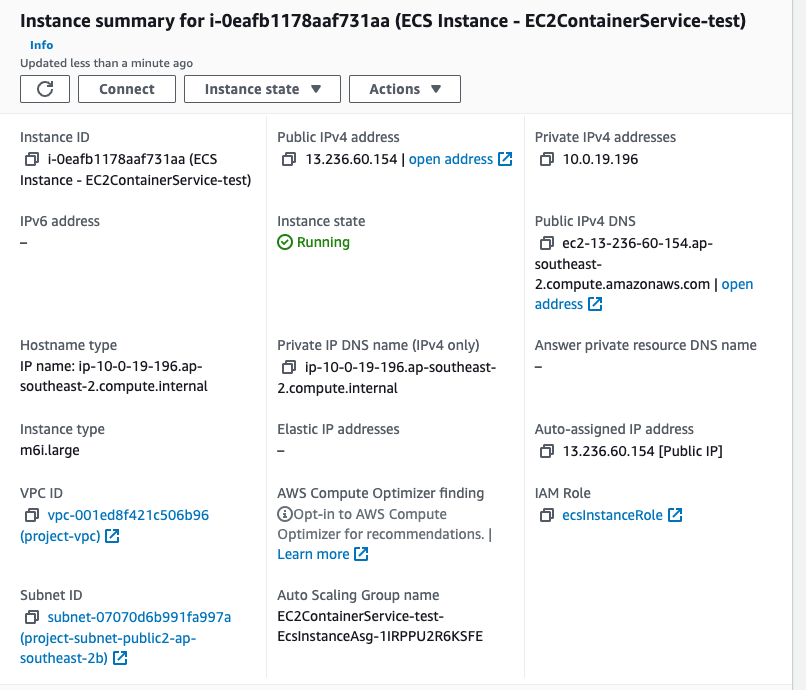 Instance summary for i-0eafb1178aaf731aa (ECS Instance - EC2ContainerService-test)
Info
Updated less than a minute ago
Connect
Instance state
Actions
Instance ID
i-0eafb1178aaf731aa (ECS
Instance - EC2ContainerService-test)
Public IPv4 address
13.236.60.154 | open address
Private IPv4 addresses
10.0.19.196
IPv6 address
–
Instance state
Running
Public IPv4 DNS
ec2-13-236-60-154.ap-
southeast-
2.compute.amazonaws.com | open
address
Hostname type
IP name: ip-10-0-19-196.ap-
southeast-2.compute.internal
Private IP DNS name (IPv4 only)
ip-10-0-19-196.ap-southeast-
2.compute.internal
Answer private resource DNS name
–
Instance type
m6i.large
Elastic IP addresses
–
Auto-assigned IP address
13.236.60.154 [Public IP]
VPC ID
vpc-001ed8f421c506b96
(project-vpc)
AWS Compute Optimizer finding
Opt-in to AWS Compute
Optimizer for recommendations. |
Learn more
IAM Role
ecsInstanceRole
Subnet ID
subnet-07070d6b991fa997a
(project-subnet-public2-ap-
southeast-2b)
Auto Scaling Group name
EC2ContainerService-test-
EcsInstanceAsg-1IRPPU2R6KSFE